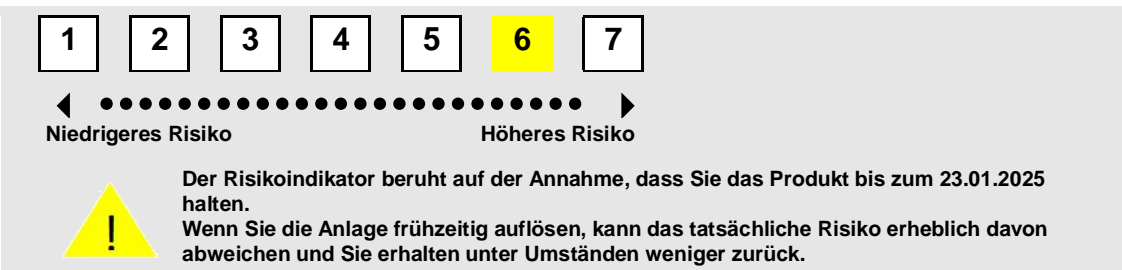 1 2 3 4 5 6 7
Niedrigeres Risiko Höheres Risiko
Der Risikoindikator beruht auf der Annahme, dass Sie das Produkt bis zum 23.01.2025
halten.
Wenn Sie die Anlage frühzeitig auflösen, kann das tatsächliche Risiko erheblich davon
! abweichen und Sie erhalten unter Umständen weniger zurück.